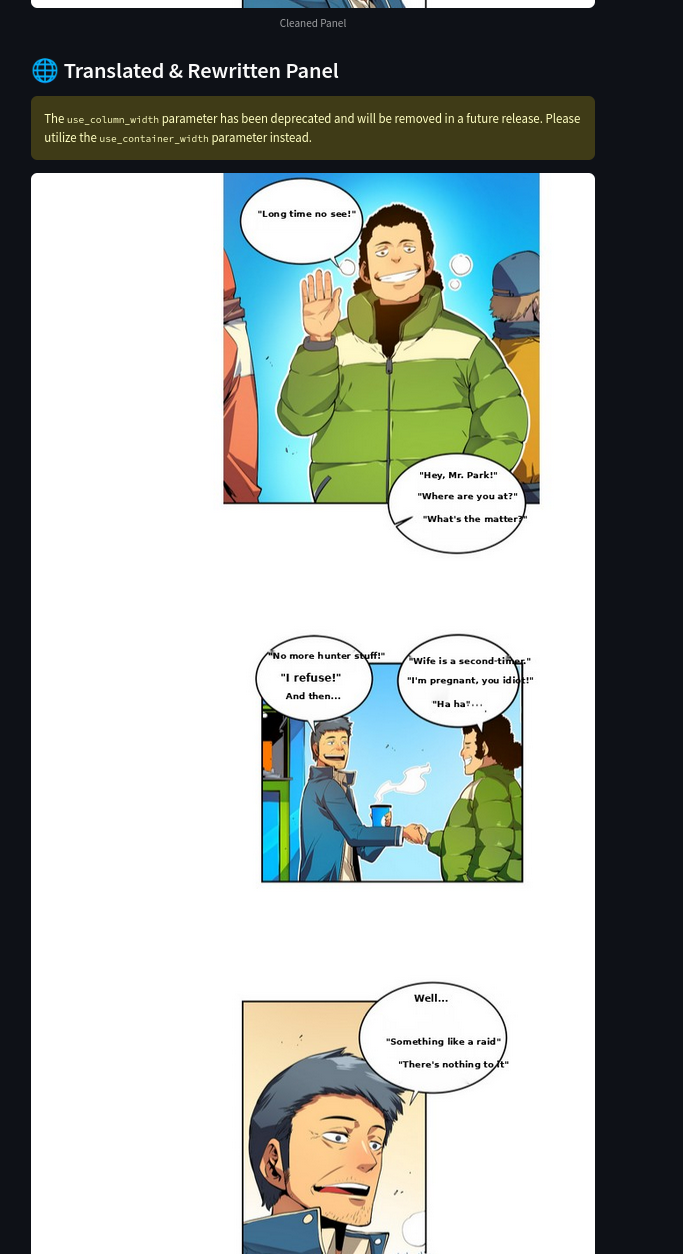 Cleaned Panel
🌐 Translated & Rewritten Panel
The use_column_width parameter has been deprecated and will be removed in a future release. Please
utilize the use_container_width parameter instead.
"Long time no see!"
"Hey, Mr. Park!"
"Where are you at?"
"What's the matter?"
"No more hunter stuff!"
"I refuse!"
And then...
"Wife is a second-timer."
"I'm pregnant, you idiot!"
"Ha ha"...
Well...
"Something like a raid"
"There's nothing to it"